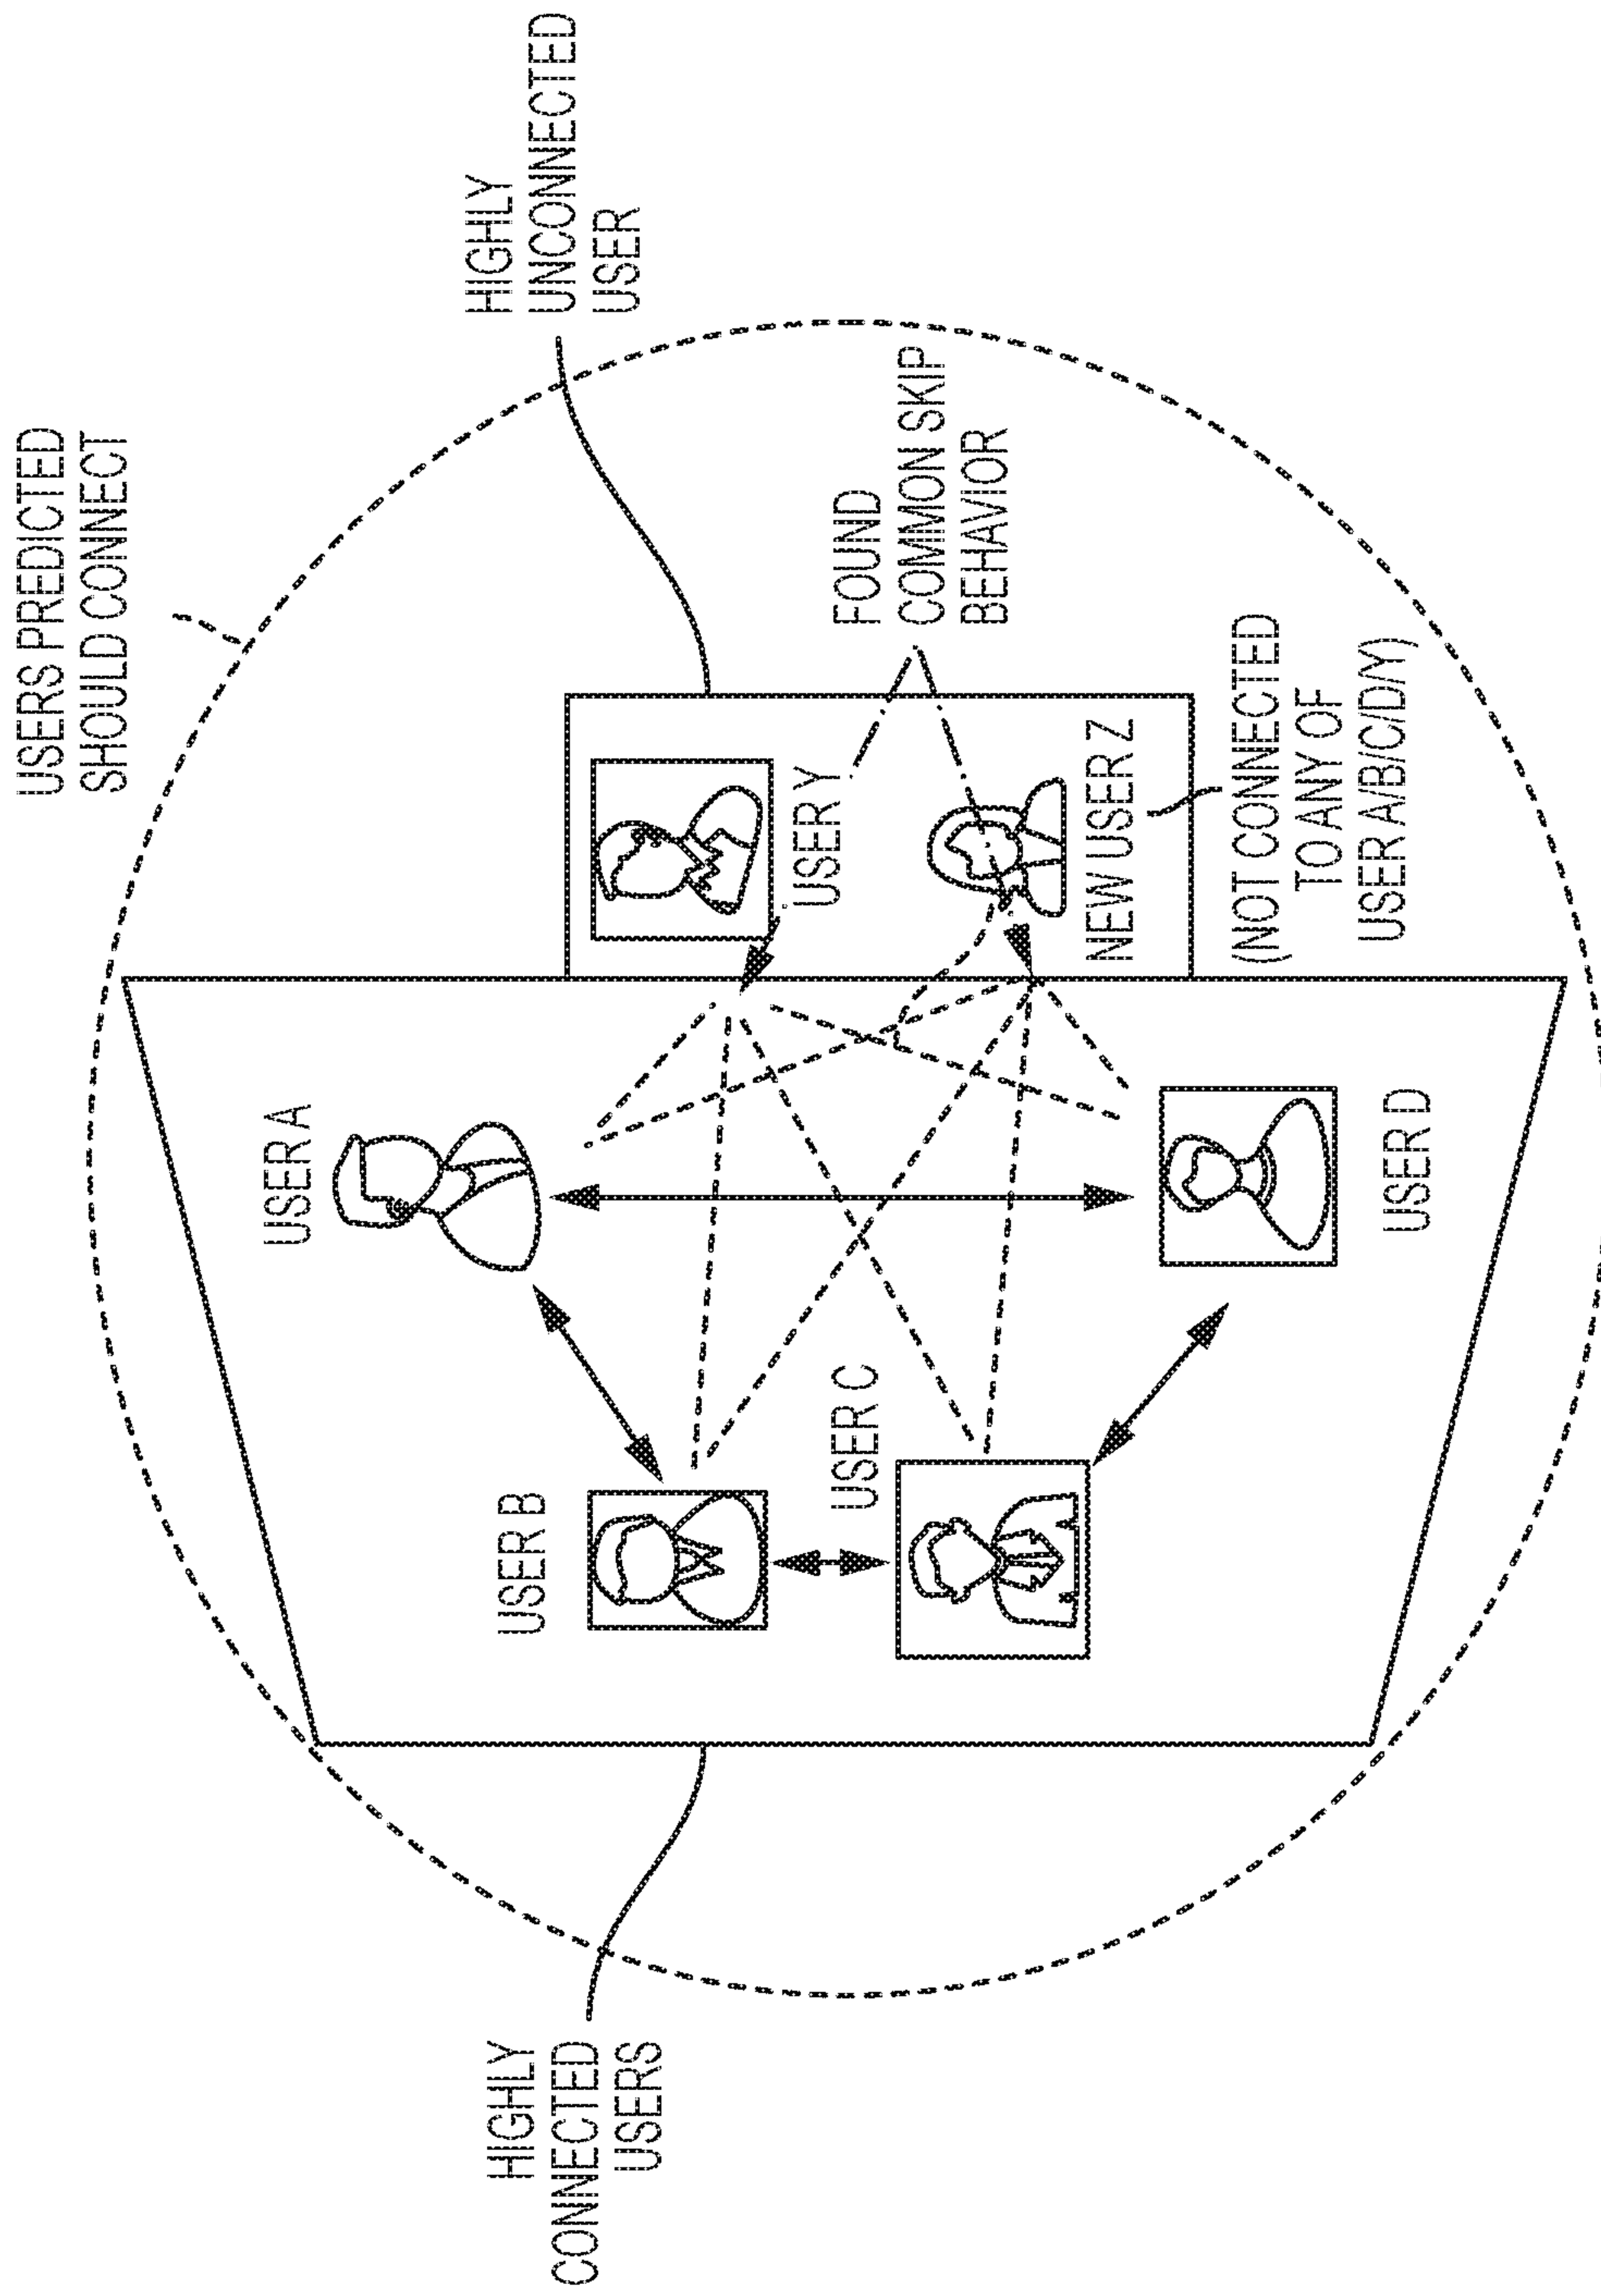 USERS PREDICTED
SHOULD CONNECT
HIGHLY
UNCONNECTED
USER
FOUND
COMMON SKIP
BEHAVIOR
USER Y
NEW USER Z
(NOT CONNECTED
TO ANY OF
USER A/B/C/D/Y)
USER A
USER B
USER C
USER D
HIGHLY
CONNECTED
USERS